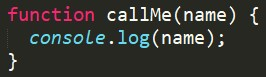 function callMe(name) {
  console.log(name);
}